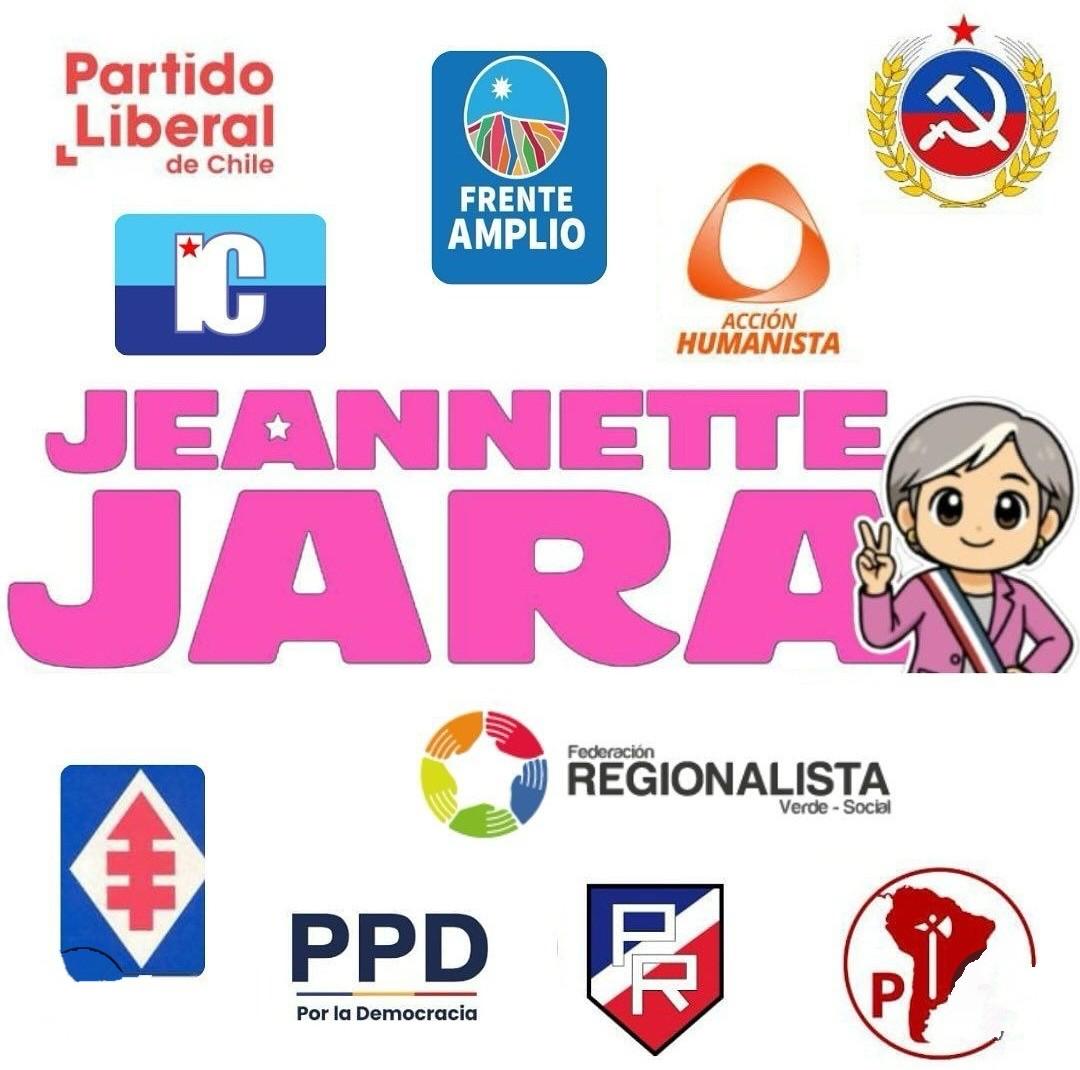 Partido
Liberal
de Chile
FRENTE
AMPLIO
iC
ACCIÓN
HUMANISTA
JEANNETTE
JARA
Federación
REGIONALISTA
Verde - Social
PPD
Por la Democracia
PR
P